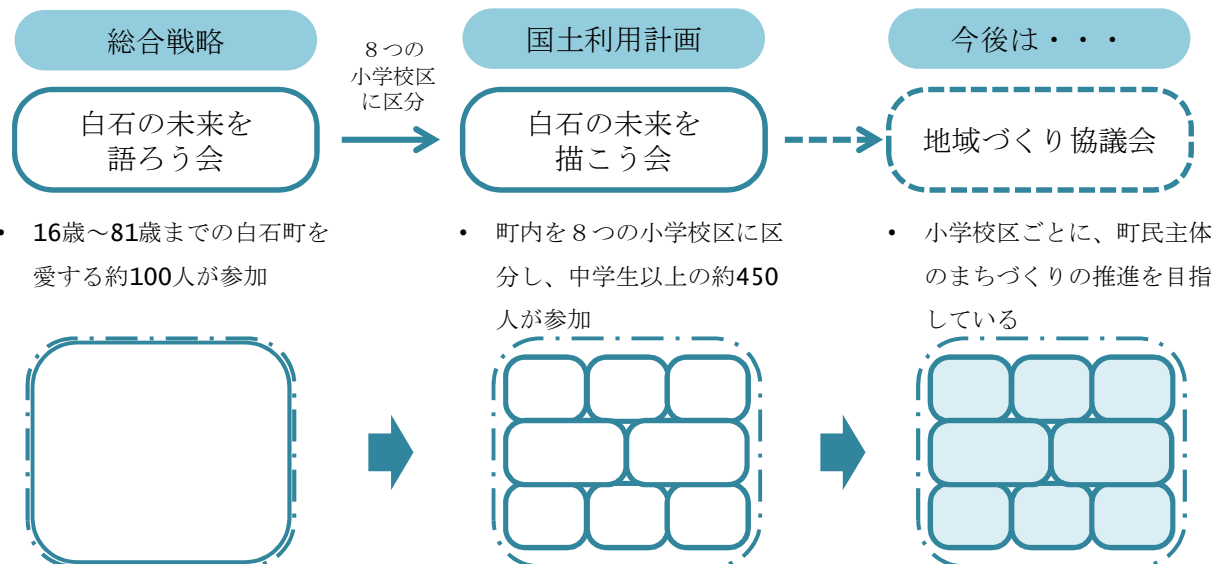 総合戦略
８つの
小学校区
に区分
国土利用計画
今後は・・・
白石の未来を
語ろう会
白石の未来を
描こう会
地域づくり協議会
• 16歳～81歳までの白石町を
愛する約100人が参加
• 町内を８つの小学校区に区
分し、中学生以上の約450
人が参加
• 小学校区ごとに、町民主体
のまちづくりの推進を目指
している